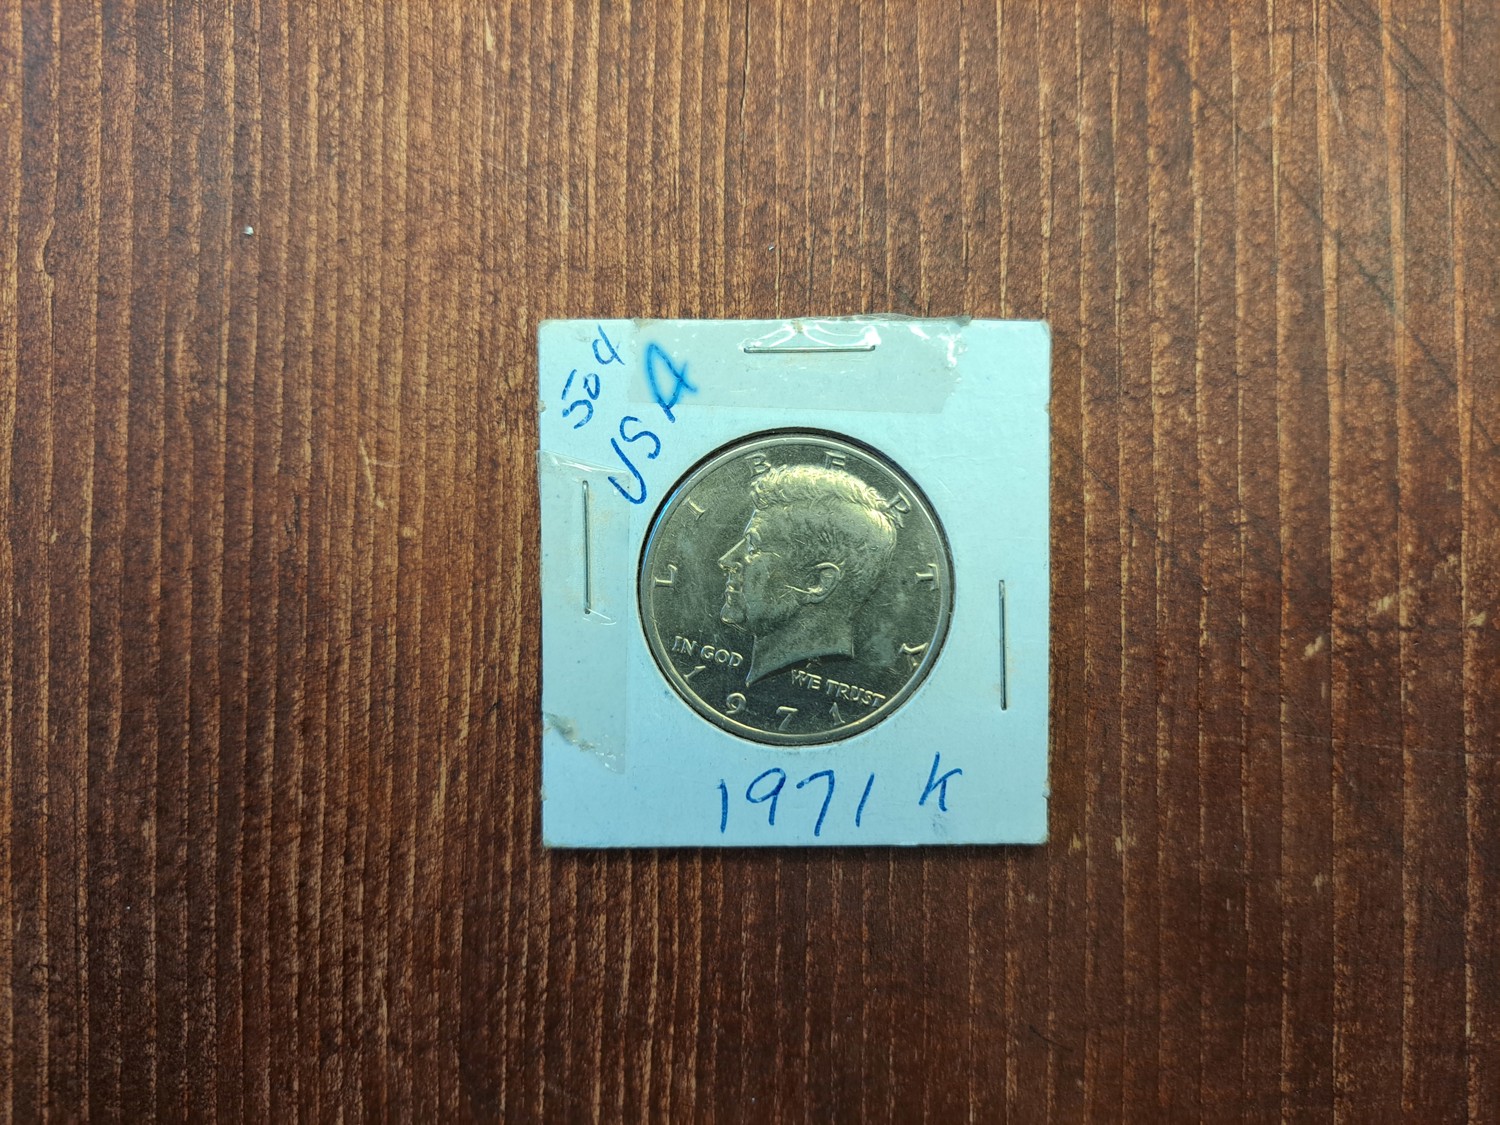 50¢
USA
LIBERTY
IN GOD WE TRUST
1971
1971 K